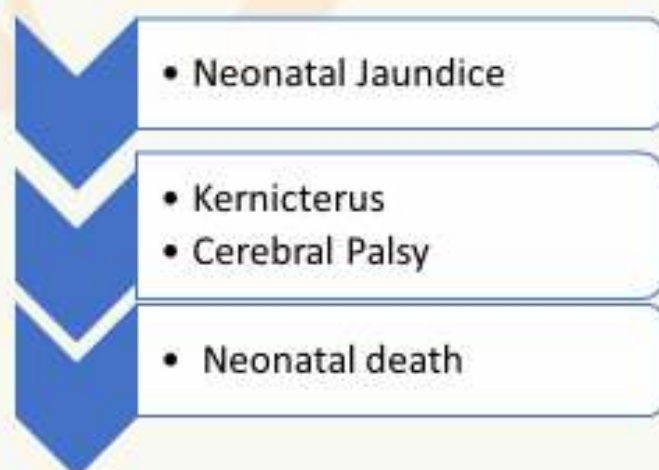 • Neonatal Jaundice
• Kernicterus
• Cerebral Palsy
• Neonatal death